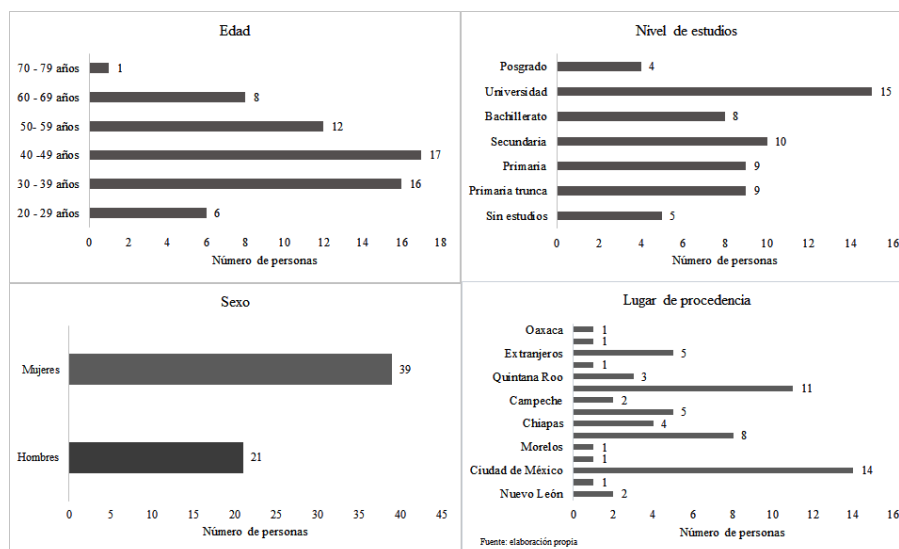 Edad
70 - 79 años 1
60 - 69 años 8
50- 59 años 12
40 -49 años 17
30 - 39 años 16
20 - 29 años 6
0 2 4 6 8 10 12 14 16 18
Número de personas
Nivel de estudios
Posgrado 4
Universidad 15
Bachillerato 8
Secundaria 10
Primaria 9
Primaria trunca 9
Sin estudios 5
0 2 4 6 8 10 12 14 16
Número de personas
Sexo
Mujeres 39
Hombres 21
0 5 10 15 20 25 30 35 40 45
Número de personas
Lugar de procedencia
Oaxaca 1
1
Extranjeros 5
1
Quintana Roo 3
11
Campeche 2
5
Chiapas 4
8
Morelos 1
1
Ciudad de México 14
1
Nuevo León 2
0 2 4 6 8 10 12 14 16
Número de personas
Fuente: elaboración propia